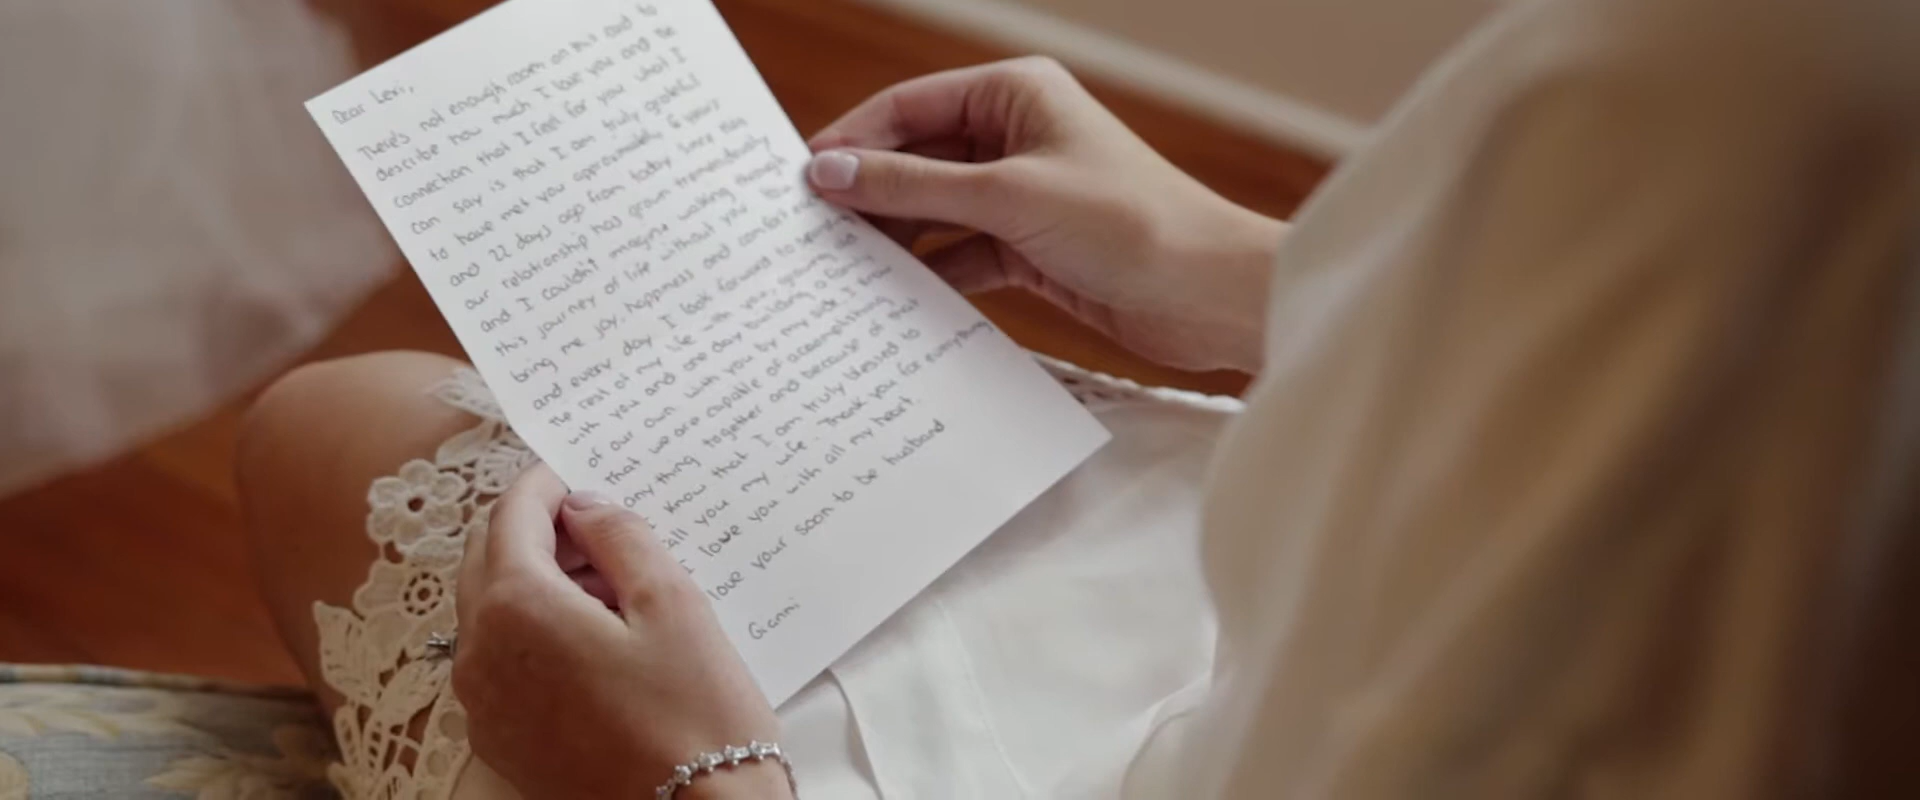 Dear Lexi,
There's not enough room on this card to
describe how much I love you and the
connection that I feel for you what I
can say is that I am truly grateful
to have met you approximately 6 years
and 22 days ago from today. Since then
our relationship has grown tremendously
and I couldn't imagine walking through
this journey of life without you. You
bring me joy, happiness and comfort
and every day I look forward to
the rest of my life with you, growing old
with you and one day building a family
of our own. with you by my side I know
that we are capable of accomplishing
anything together and because of that
I know that I am truly blessed to
call you my wife. Thank you for everything
I love you with all my heart.
love your soon to be husband
Gianni